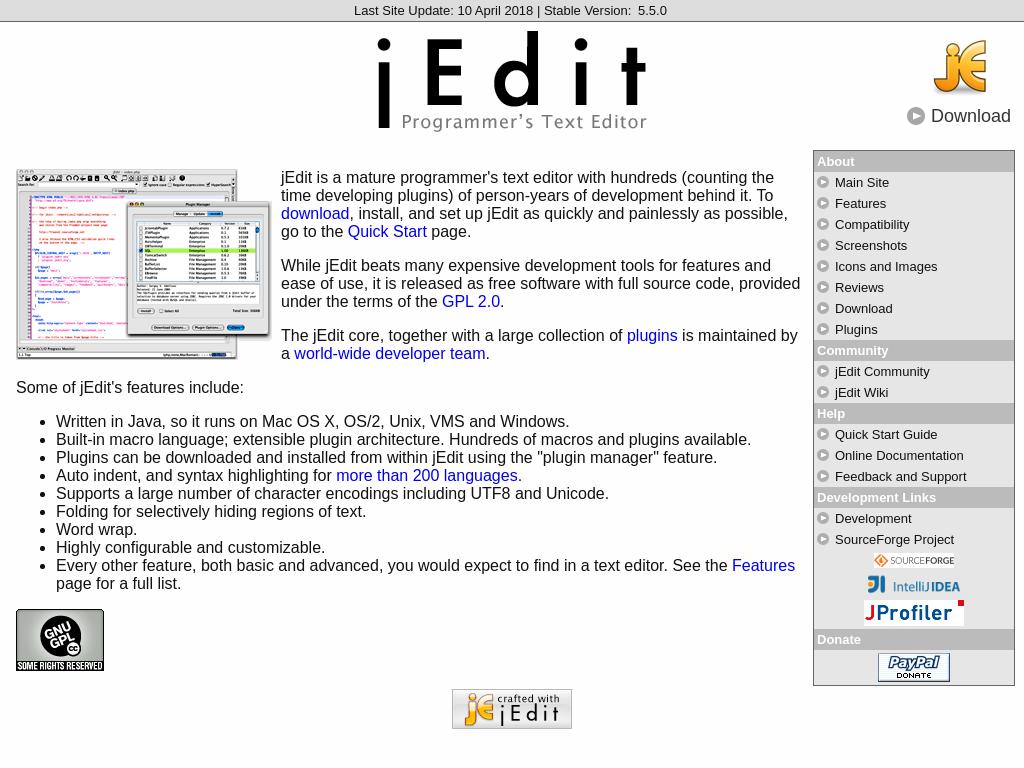 Last Site Update: 10 April 2018 | Stable Version: 5.5.0
jEdit
Programmer's Text Editor
Download
jEdit is a mature programmer's text editor with hundreds (counting the
time developing plugins) of person-years of development behind it. To
download, install, and set up jEdit as quickly and painlessly as possible,
go to the Quick Start page.
While jEdit beats many expensive development tools for features and
ease of use, it is released as free software with full source code, provided
under the terms of the GPL 2.0.
The jEdit core, together with a large collection of plugins is maintained by
a world-wide developer team.
Some of jEdit's features include:
Written in Java, so it runs on Mac OS X, OS/2, Unix, VMS and Windows.
Built-in macro language; extensible plugin architecture. Hundreds of macros and plugins available.
Plugins can be downloaded and installed from within jEdit using the "plugin manager" feature.
Auto indent, and syntax highlighting for more than 200 languages.
Supports a large number of character encodings including UTF8 and Unicode.
Folding for selectively hiding regions of text.
Word wrap.
Highly configurable and customizable.
Every other feature, both basic and advanced, you would expect to find in a text editor. See the Features
page for a full list.
GNU
GPL
cc
SOME RIGHTS RESERVED
crafted with
jEdit
About
Main Site
Features
Compatibility
Screenshots
Icons and Images
Reviews
Download
Plugins
Community
jEdit Community
jEdit Wiki
Help
Quick Start Guide
Online Documentation
Feedback and Support
Development Links
Development
SourceForge Project
SOURCEFORGE
IntelliJ IDEA
JProfiler
Donate
PayPal
DONATE